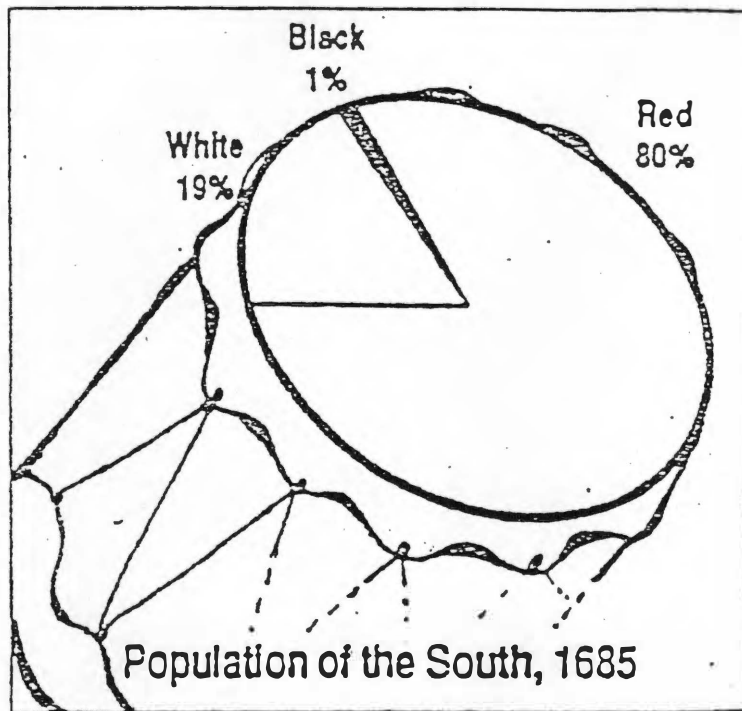 Black
1%
White
19%
Red
80%
Population of the South, 1685